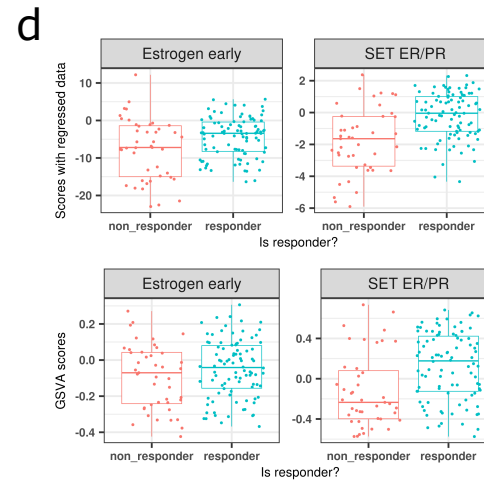 d
Estrogen early
SET ER/PR
Scores with regressed data
10
0
-10
-20
2
0
-2
-4
-6
non_responder
responder
non_responder
responder
Is responder?
Estrogen early
SET ER/PR
GSVA scores
0.2
0.0
-0.2
-0.4
0.4
0.0
-0.4
non_responder
responder
non_responder
responder
Is responder?